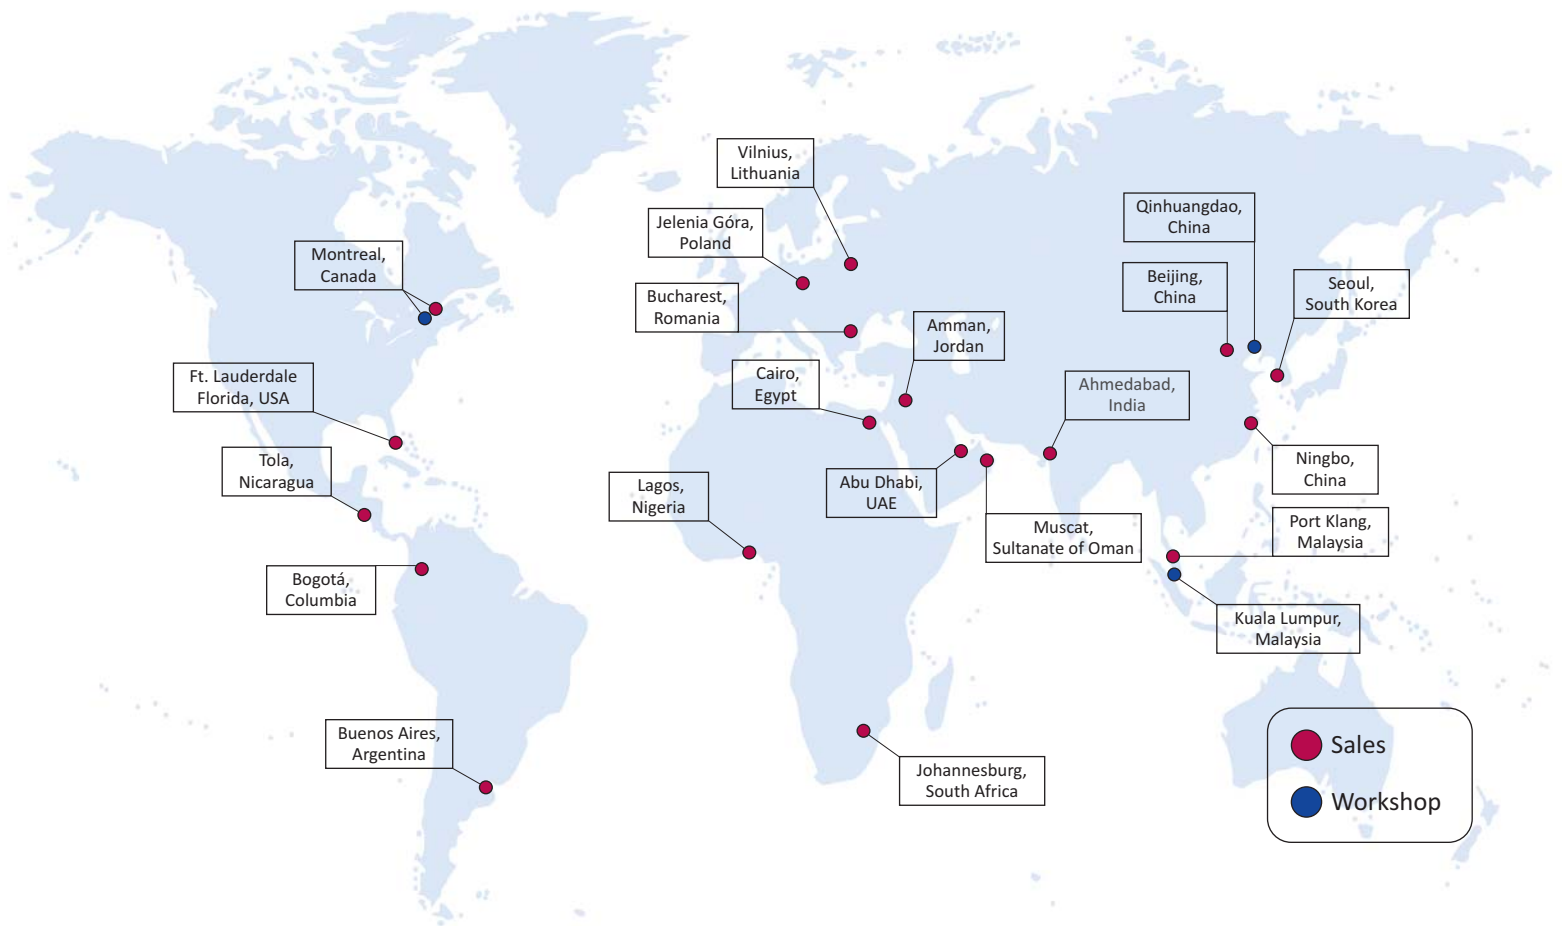 Vilnius,
Lithuania
Jelenia Góra,
Poland
Qinhuangdao,
China
Montreal,
Canada
Beijing,
China
Seoul,
South Korea
Bucharest,
Romania
Amman,
Jordan
Ft. Lauderdale
Florida, USA
Cairo,
Egypt
Ahmedabad,
India
Tola,
Nicaragua
Ningbo,
China
Lagos,
Nigeria
Abu Dhabi,
UAE
Muscat,
Sultanate of Oman
Port Klang,
Malaysia
Bogotá,
Columbia
Kuala Lumpur,
Malaysia
Buenos Aires,
Argentina
Johannesburg,
South Africa
Sales
Workshop